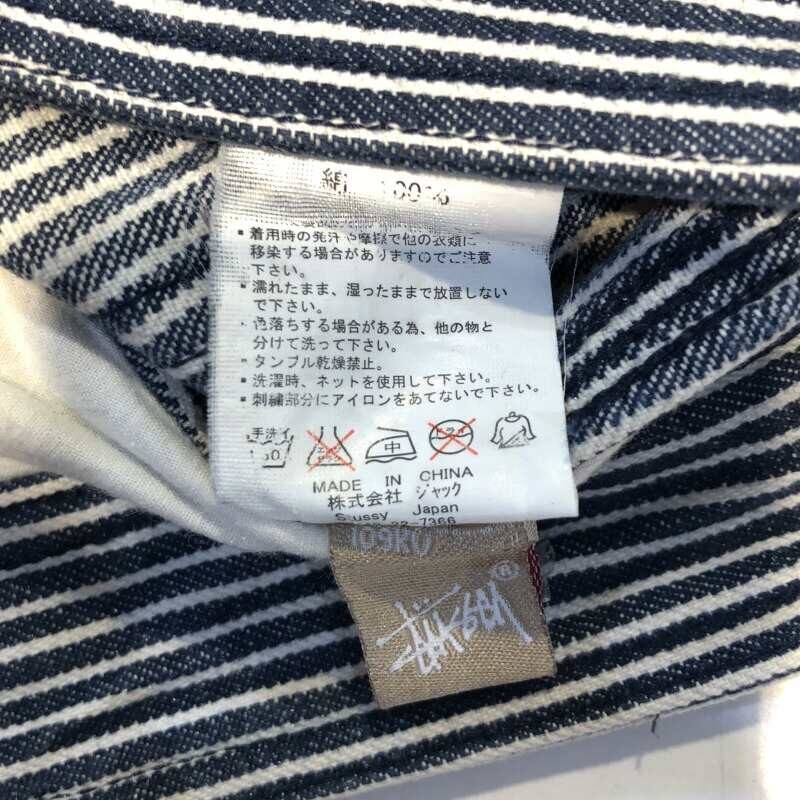 綿 100%
■着用時の発汗や摩擦で他の衣類に
移染する場合がありますのでご注意
下さい。
■濡れたまま、湿ったままで放置しない
で下さい。
■色落ちする場合がある為、他の物と
分けて洗って下さい。
■タンブル乾燥禁止。
■洗濯時、ネットを使用して下さい。
■刺繍部分にアイロンをあてないで下さい。
手洗イ
30 中 ドライ
MADE IN CHINA
株式会社 ジャック
Stussy Japan
7366
TOKYO
Stüssy ®